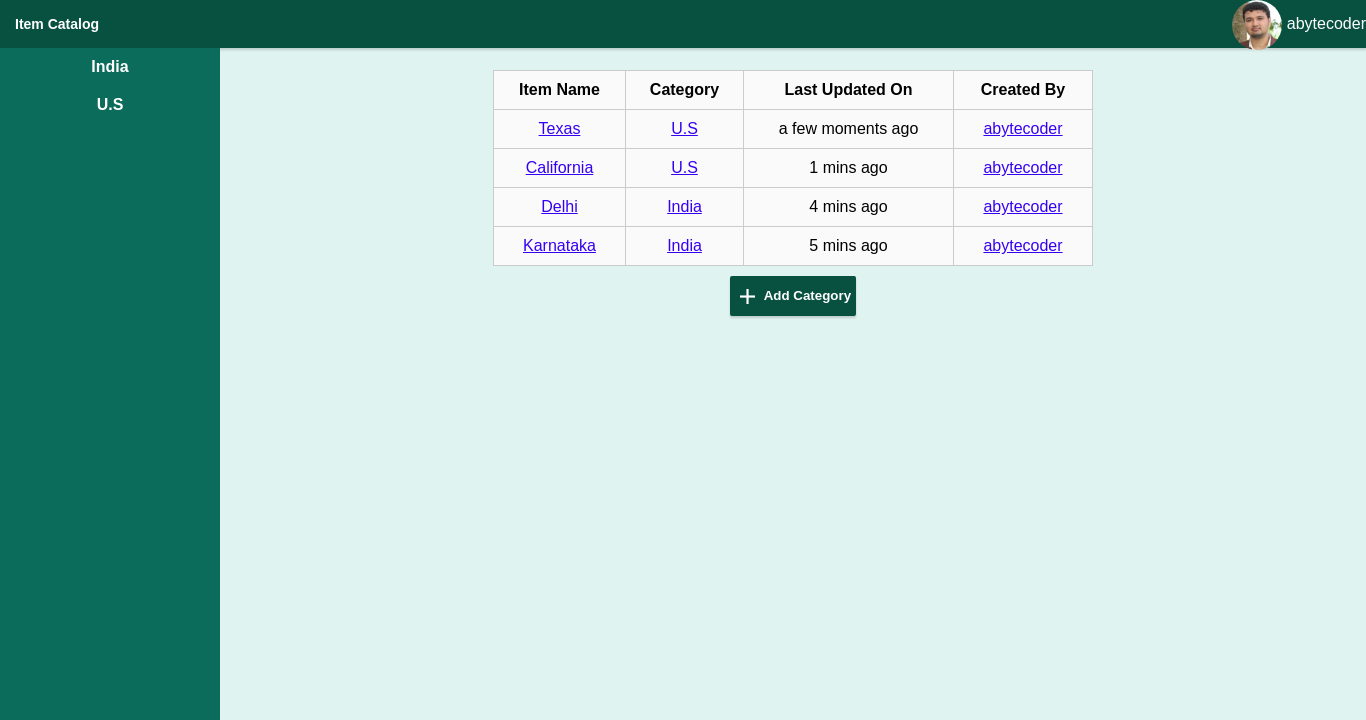 Item Catalog
abytecoder
India
U.S
Item Name Category Last Updated On Created By
Texas U.S a few moments ago abytecoder
California U.S 1 mins ago abytecoder
Delhi India 4 mins ago abytecoder
Karnataka India 5 mins ago abytecoder
Add Category